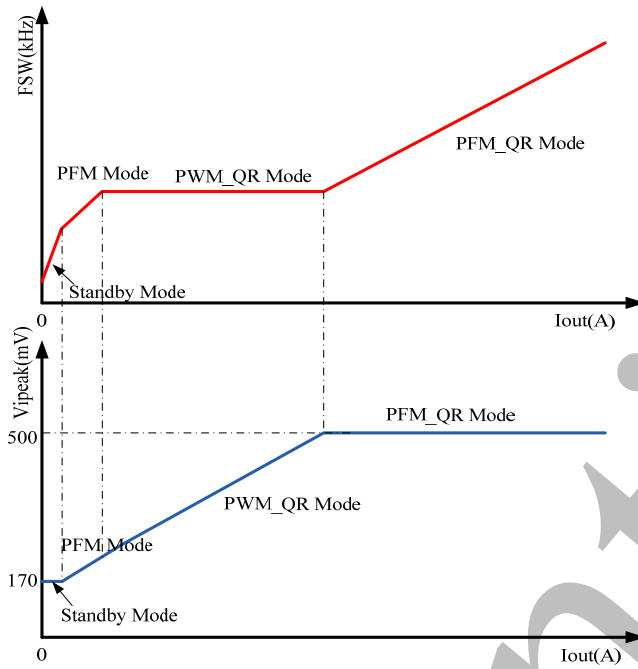 FSW(kHz)
PFM_QR Mode
PFM Mode
PWM_QR Mode
Standby Mode
0
Iout(A)
Vipeak(mV)
PFM_QR Mode
500
PWM_QR Mode
PFM Mode
170
Standby Mode
0
Iout(A)